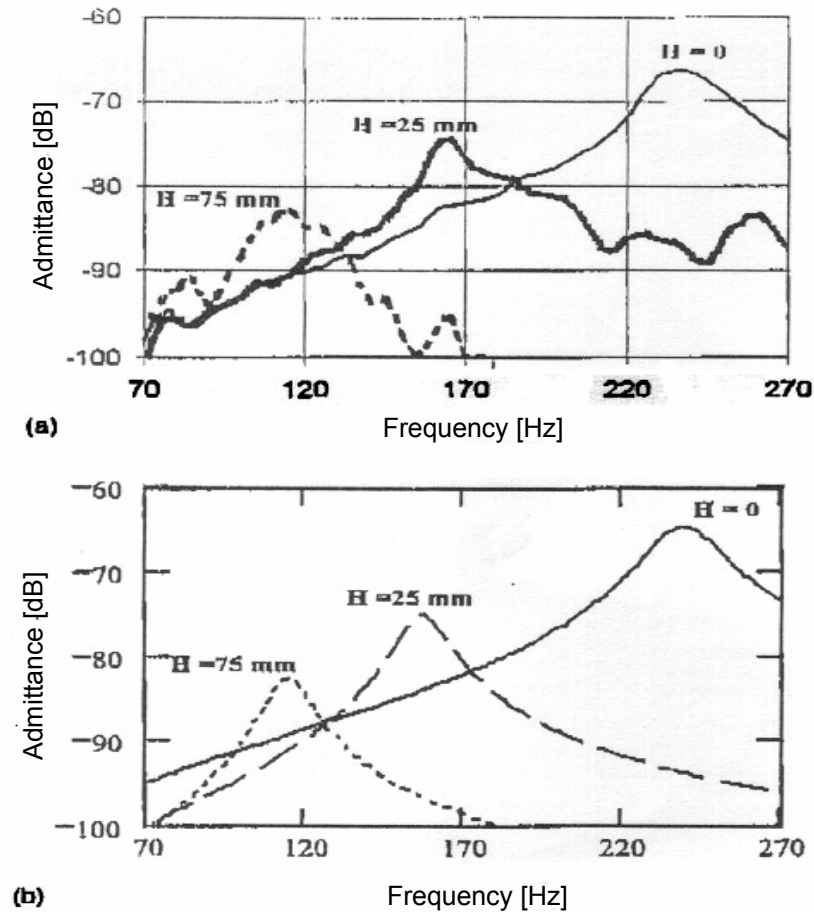 -60
H = 0
-70
H =25 mm
-80
H =75 mm
-90
-100
70 120 170 220 270
Admittance [dB]
(a) Frequency [Hz]
-60
H = 0
-70
H =25 mm
-80
H =75 mm
-90
-100
70 120 170 220 270
Admittance [dB]
(b) Frequency [Hz]